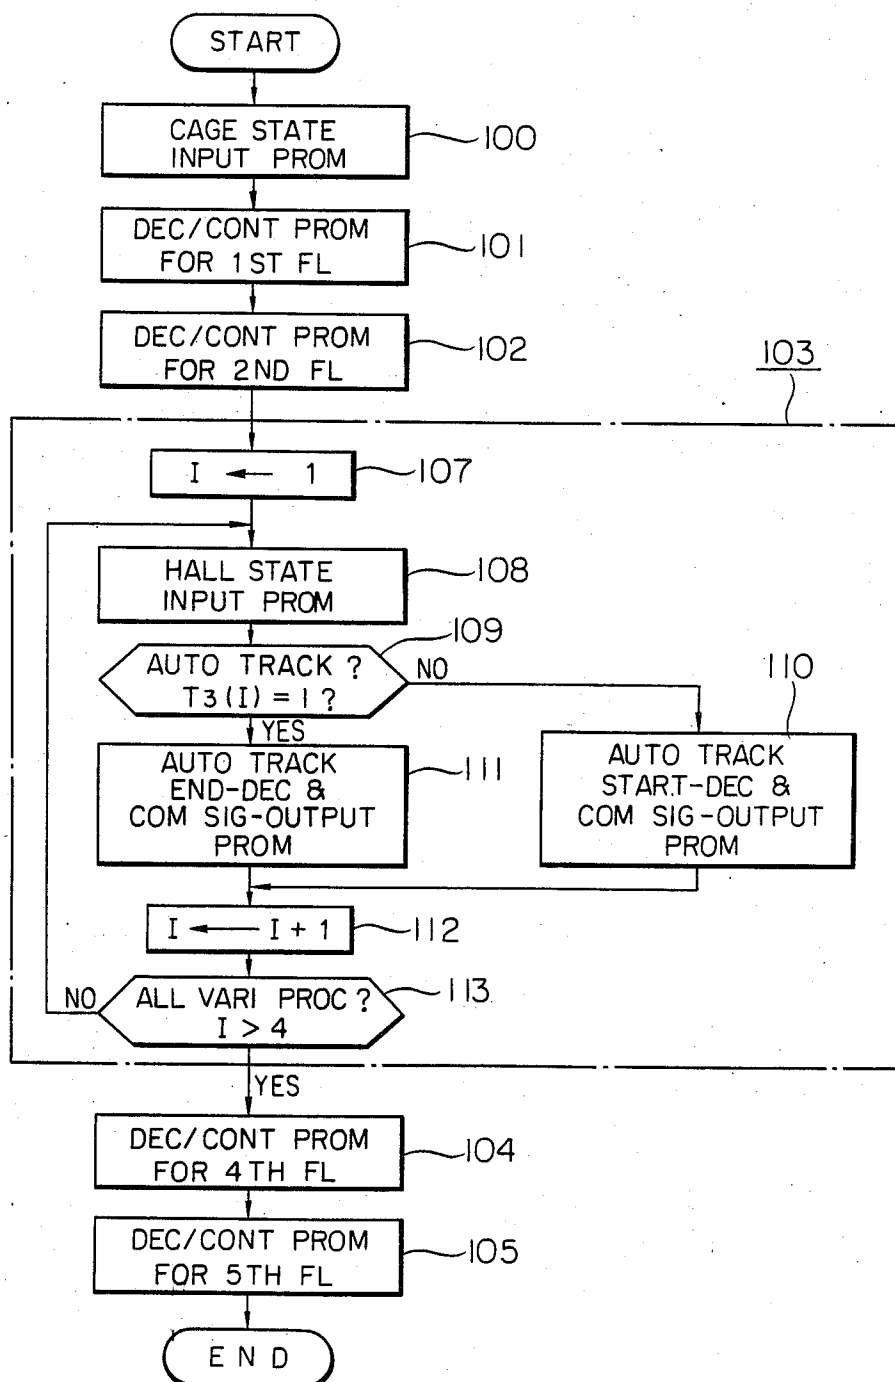 START
CAGE STATE
INPUT PROM
100
DEC/CONT PROM
FOR 1ST FL
101
DEC/CONT PROM
FOR 2ND FL
102
103
I ← 1
107
HALL STATE
INPUT PROM
108
109
AUTO TRACK ?
T3(I) = 1 ?
NO
110
YES
AUTO TRACK
END-DEC &
COM SIG-OUTPUT
PROM
111
AUTO TRACK
START-DEC &
COM SIG-OUTPUT
PROM
I ← I + 1
112
NO
ALL VARI PROC ?
I > 4
113
YES
DEC/CONT PROM
FOR 4TH FL
104
DEC/CONT PROM
FOR 5TH FL
105
END